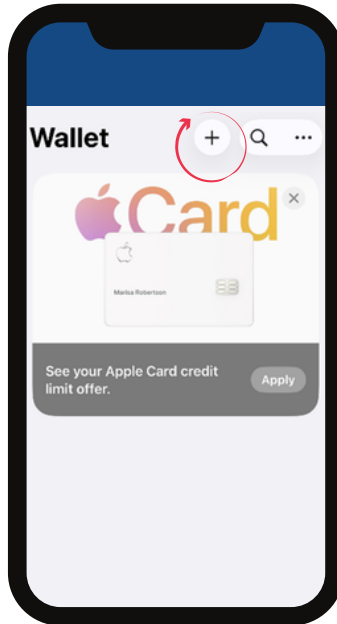 Wallet
Card
Marisa Robertson
See your Apple Card credit
limit offer.
Apply